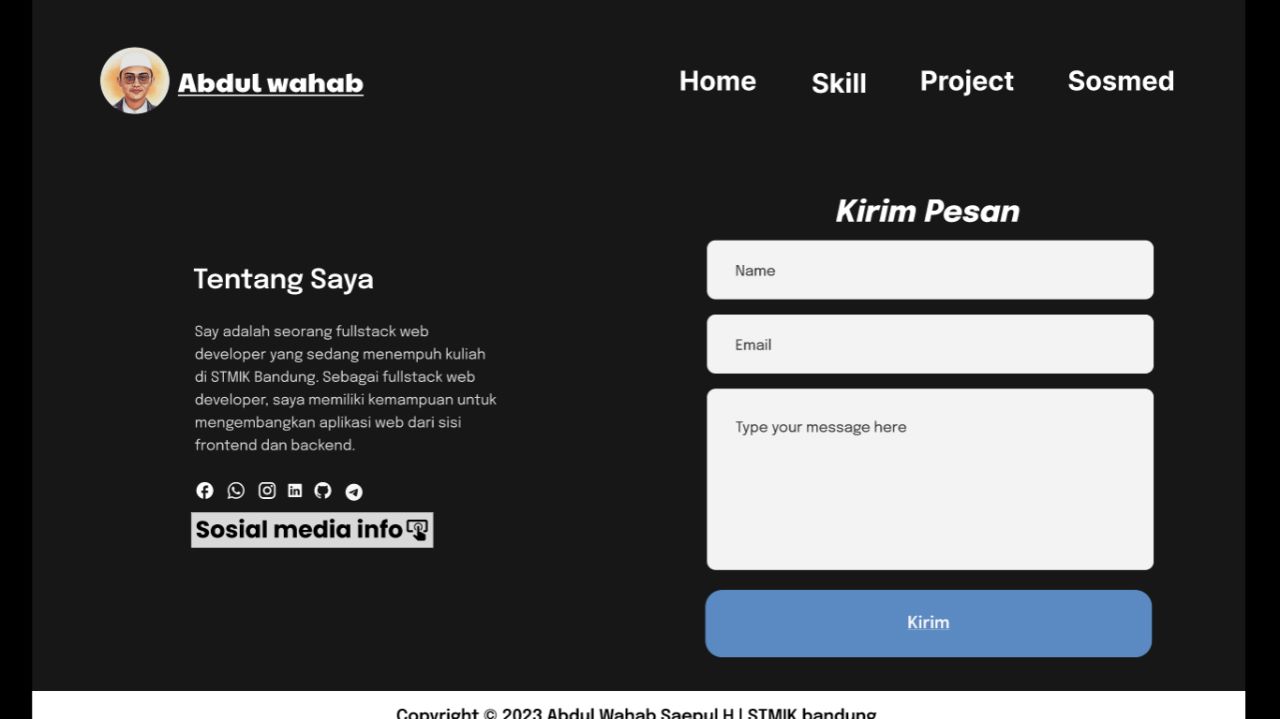 Abdul wahab
Home Skill Project Sosmed
Tentang Saya
Say adalah seorang fullstack web
developer yang sedang menempuh kuliah
di STMIK Bandung. Sebagai fullstack web
developer, saya memiliki kemampuan untuk
mengembangkan aplikasi web dari sisi
frontend dan backend.
Sosial media info
Kirim Pesan
Name
Email
Type your message here
Kirim
Copyright © 2023 Abdul Wahab Saepul H | STMIK bandung